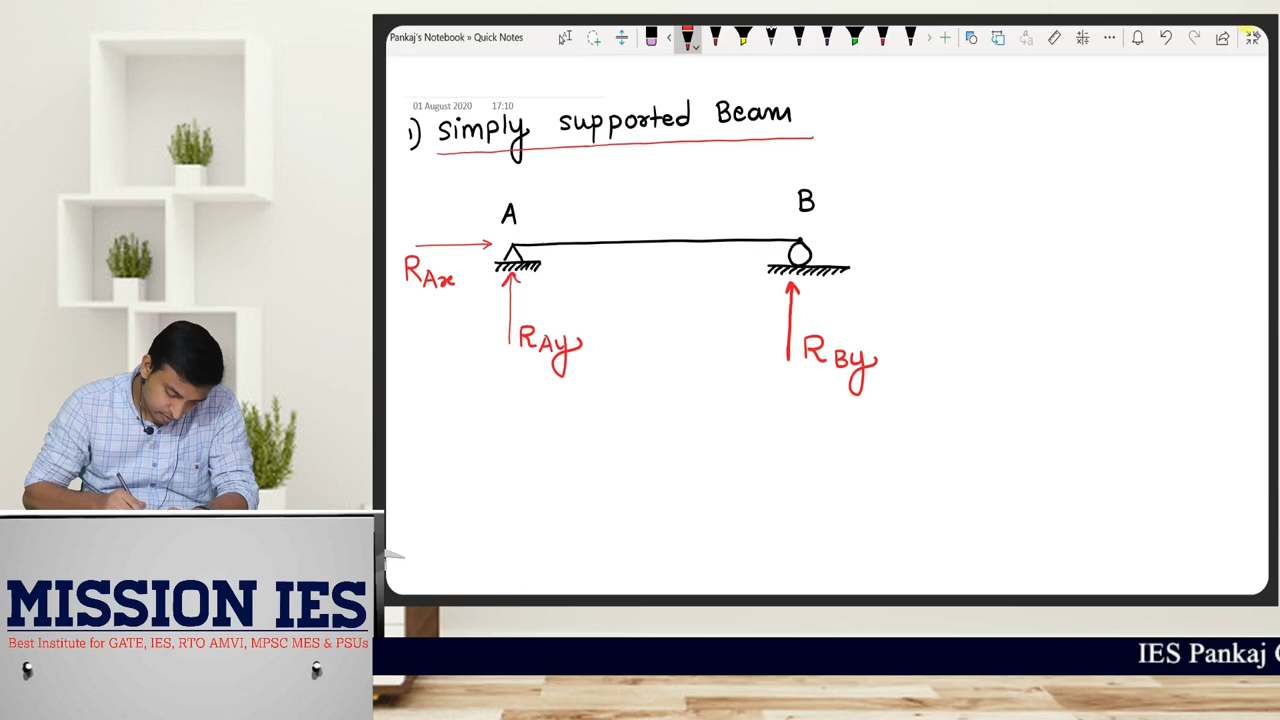 Pankaj's Notebook » Quick Notes
01 August 2020 17:10
1) simply supported Beam
A
B
RAx
RAy
RBy
MISSION IES
Best Institute for GATE, IES, RTO AMVI, MPSC MES & PSUs
IES Pankaj